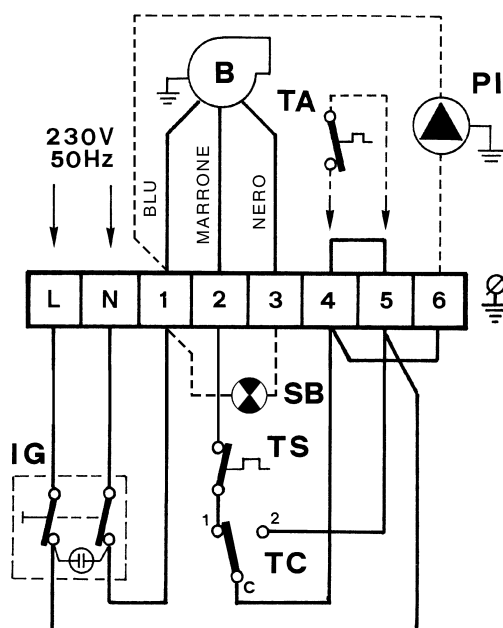 B
PI
TA
230V
50Hz
BLU
MARRONE
NERO
L N 1 2 3 4 5 6
SB
IG
TS
1
2
TC
C